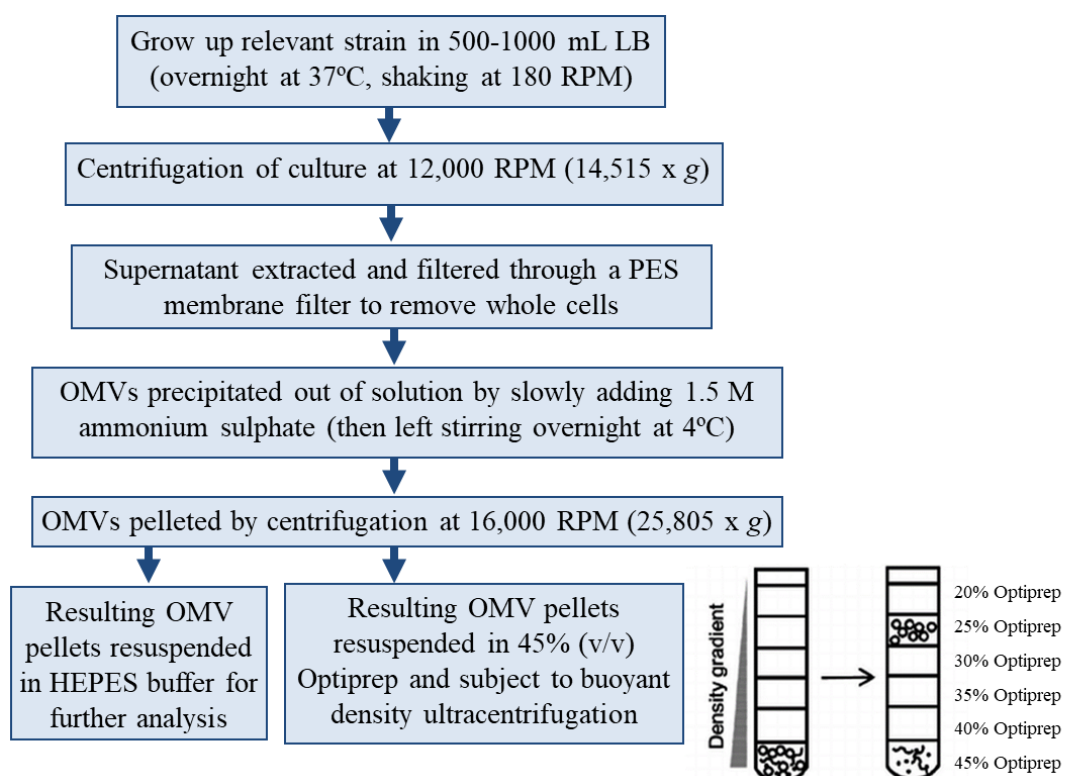 Grow up relevant strain in 500-1000 mL LB
(overnight at 37ºC, shaking at 180 RPM)
Centrifugation of culture at 12,000 RPM (14,515 x g)
Supernatant extracted and filtered through a PES
membrane filter to remove whole cells
OMVs precipitated out of solution by slowly adding 1.5 M
ammonium sulphate (then left stirring overnight at 4ºC)
OMVs pelleted by centrifugation at 16,000 RPM (25,805 x g)
Resulting OMV
pellets resuspended
in HEPES buffer for
further analysis
Resulting OMV pellets
resuspended in 45% (v/v)
Optiprep and subject to buoyant
density ultracentrifugation
Density gradient
20% Optiprep
25% Optiprep
30% Optiprep
35% Optiprep
40% Optiprep
45% Optiprep